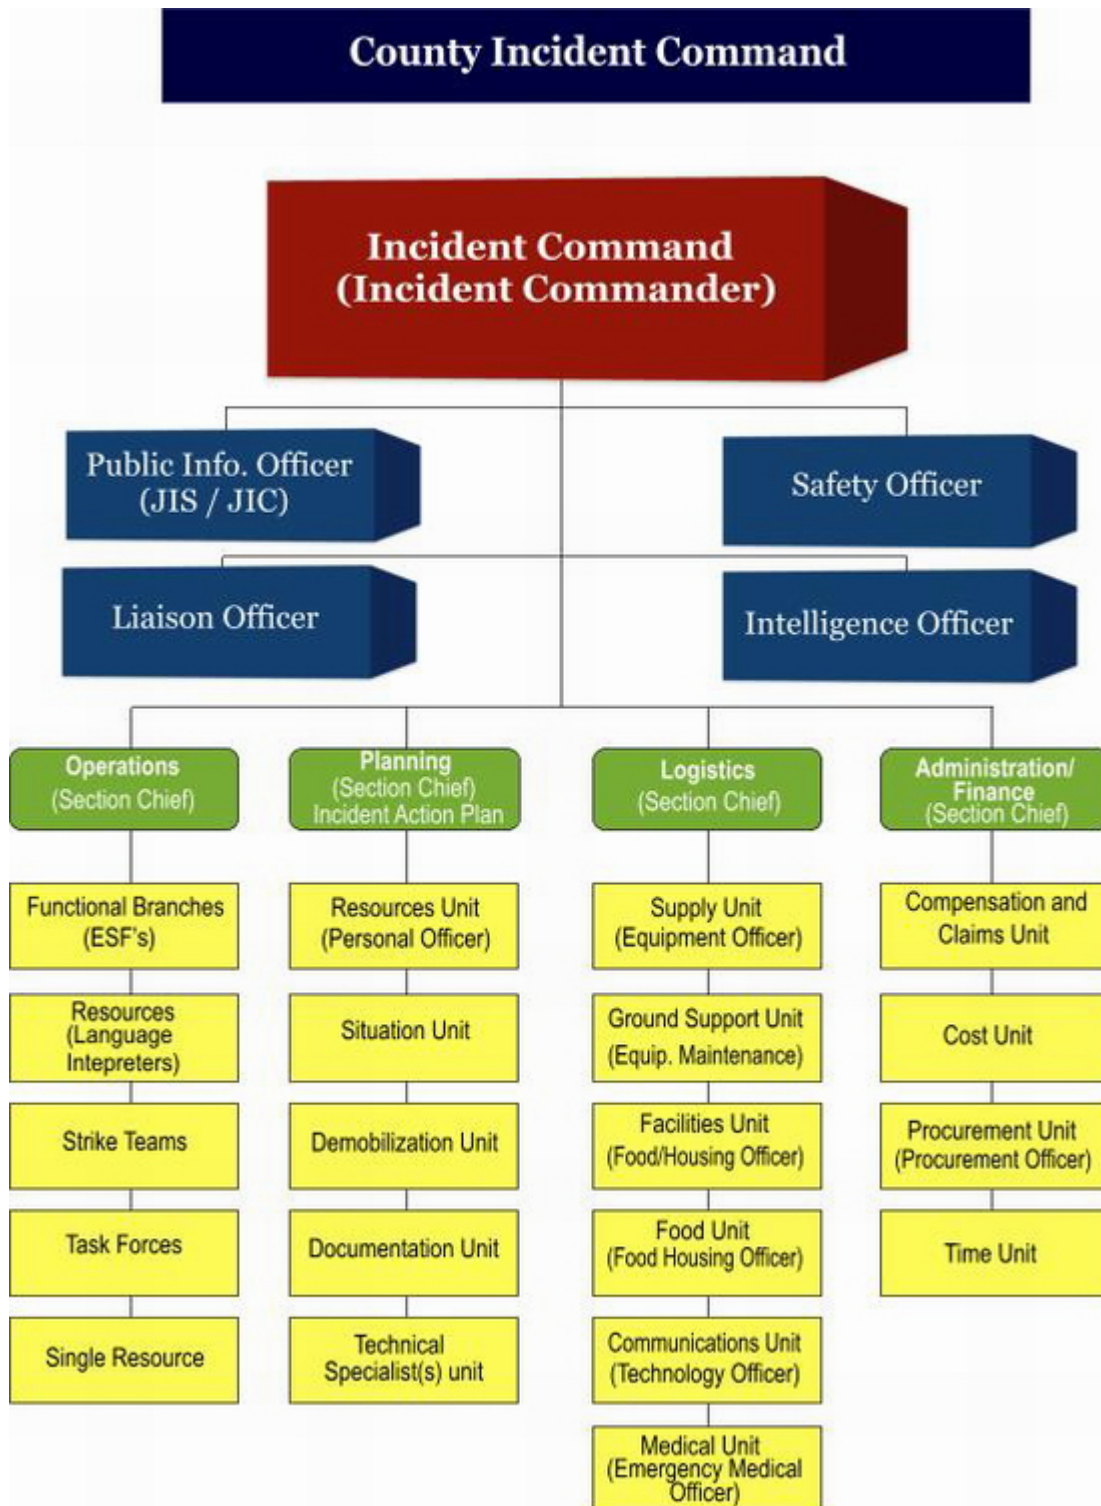 County Incident Command
Incident Command
(Incident Commander)
Public Info. Officer
(JIS / JIC)
Safety Officer
Liaison Officer
Intelligence Officer
Operations
(Section Chief)
Planning
(Section Chief)
Incident Action Plan
Logistics
(Section Chief)
Administration/
Finance
(Section Chief)
Functional Branches
(ESF's)
Resources
(Language
Intepreters)
Strike Teams
Task Forces
Single Resource
Resources Unit
(Personal Officer)
Situation Unit
Demobilization Unit
Documentation Unit
Technical
Specialist(s) unit
Supply Unit
(Equipment Officer)
Ground Support Unit
(Equip. Maintenance)
Facilities Unit
(Food/Housing Officer)
Food Unit
(Food Housing Officer)
Communications Unit
(Technology Officer)
Medical Unit
(Emergency Medical
Officer)
Compensation and
Claims Unit
Cost Unit
Procurement Unit
(Procurement Officer)
Time Unit